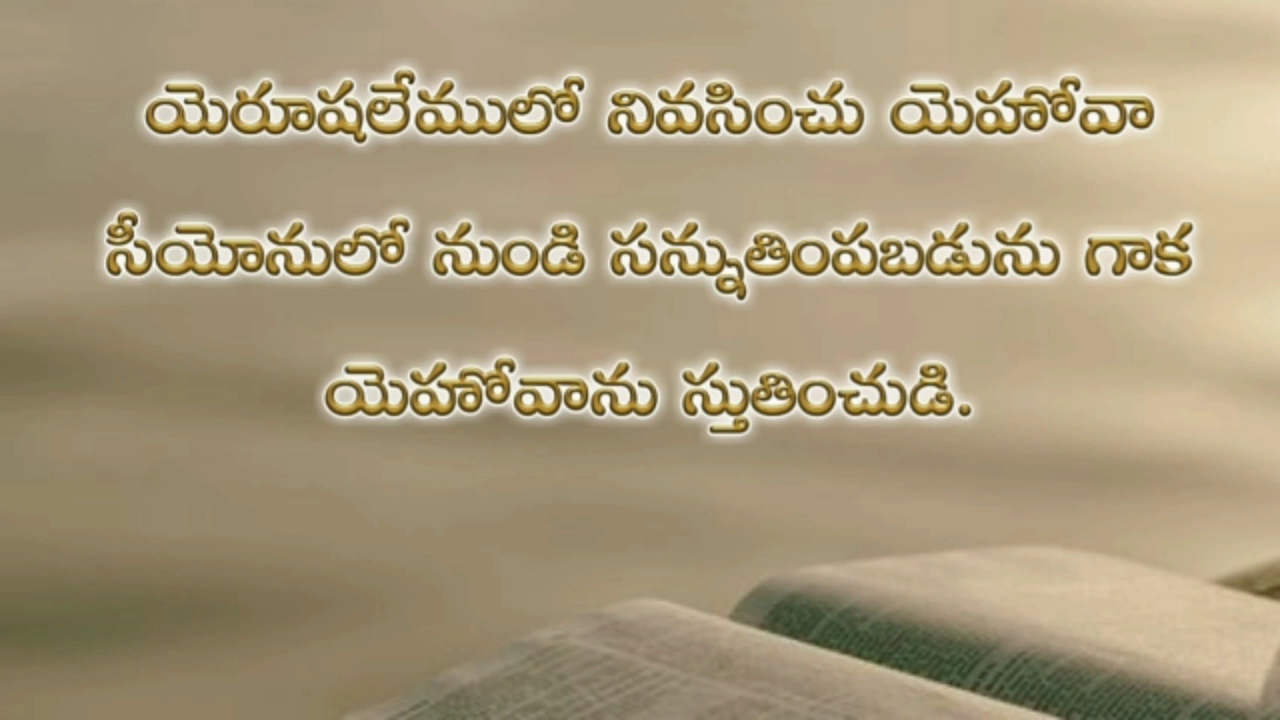 యెరూషలేములో నివసించు యెహోవా
సీయోనులో నుండి సన్నుతింపబడును గాక
యెహోవాను స్తుతించుడి.